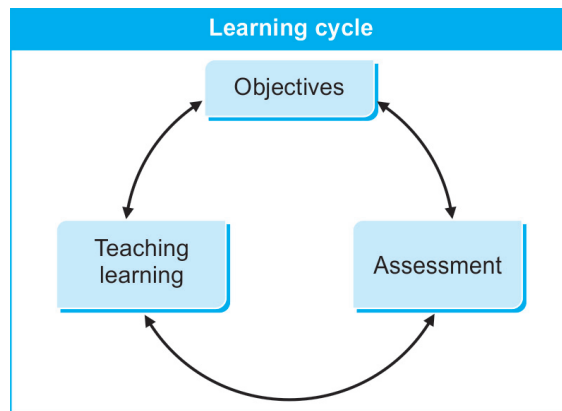 Learning cycle
Objectives
Teaching
learning
Assessment